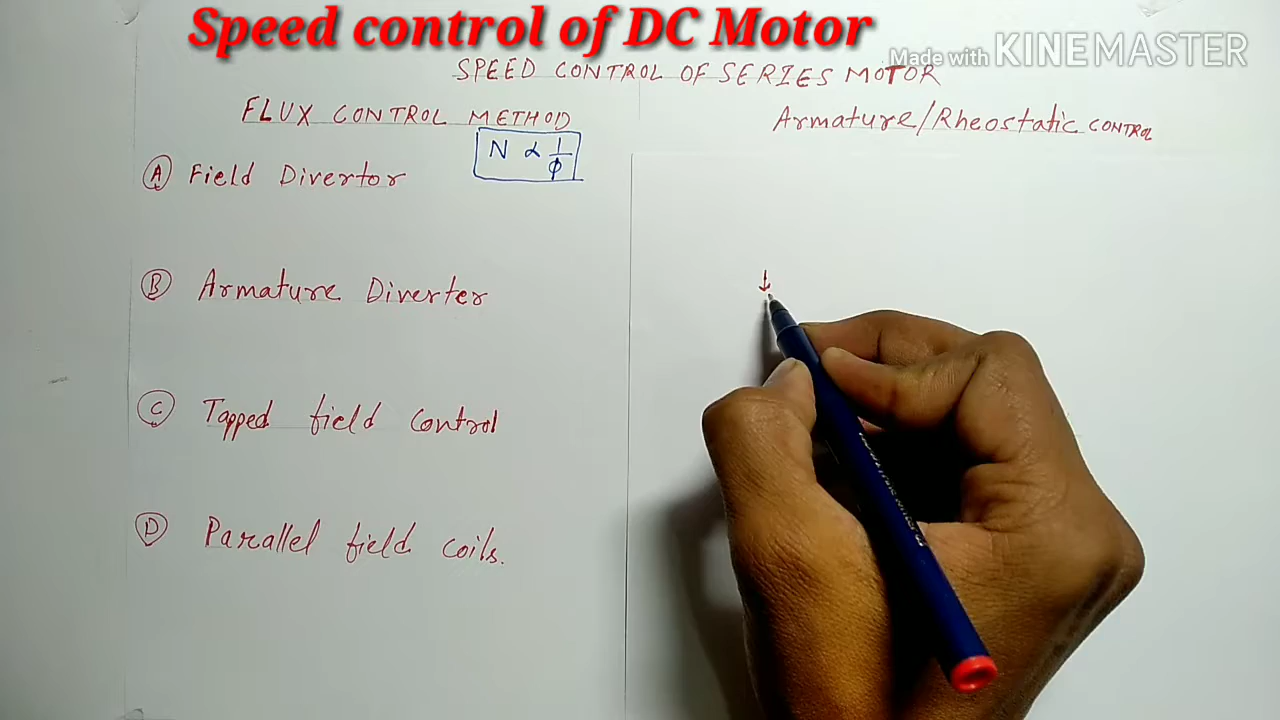 Speed control of DC Motor
Made with KINEMASTER
SPEED CONTROL OF SERIES MOTOR
FLUX CONTROL METHOD
N ∝ 1/ϕ
A Field Divertor
B Armature Diverter
C Tapped field control
D Parallel field coils.
Armature/Rheostatic CONTROL
↓